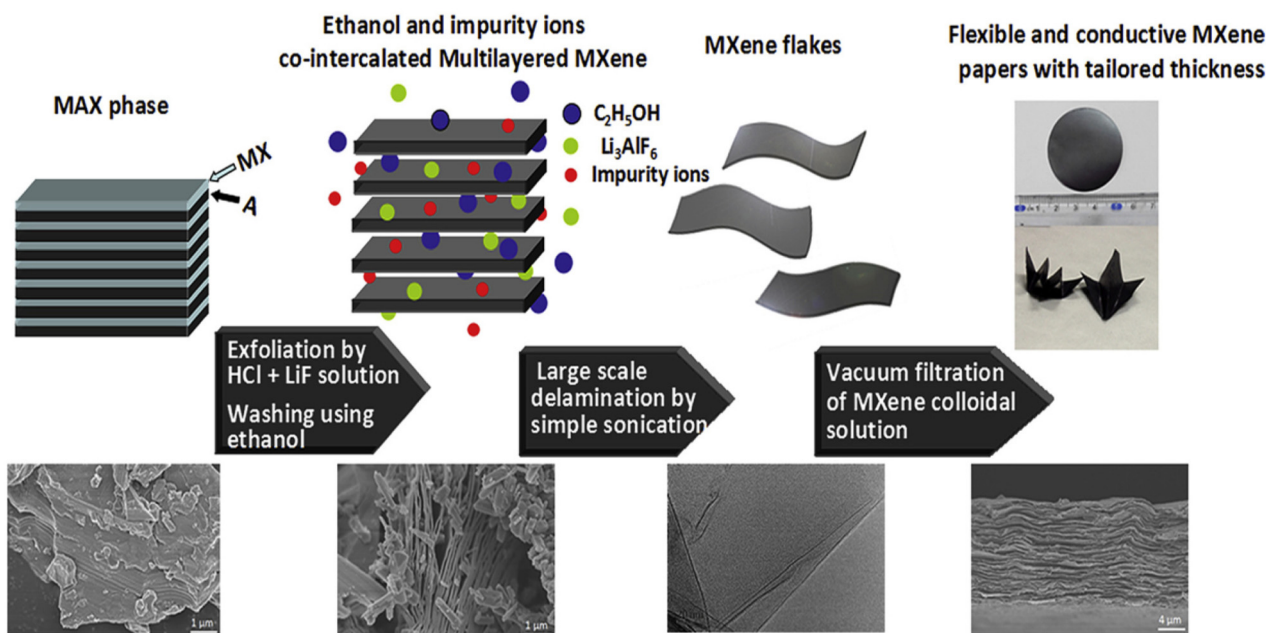 Ethanol and impurity ions
co-intercalated Multilayered MXene
MXene flakes
Flexible and conductive MXene
papers with tailored thickness
MAX phase
MX
A
C₂H₅OH
Li₃AlF₆
Impurity ions
Exfoliation by
HCl + LiF solution
Washing using
ethanol
Large scale
delamination by
simple sonication
Vacuum filtration
of MXene colloidal
solution
1 μm
1 μm
4 μm